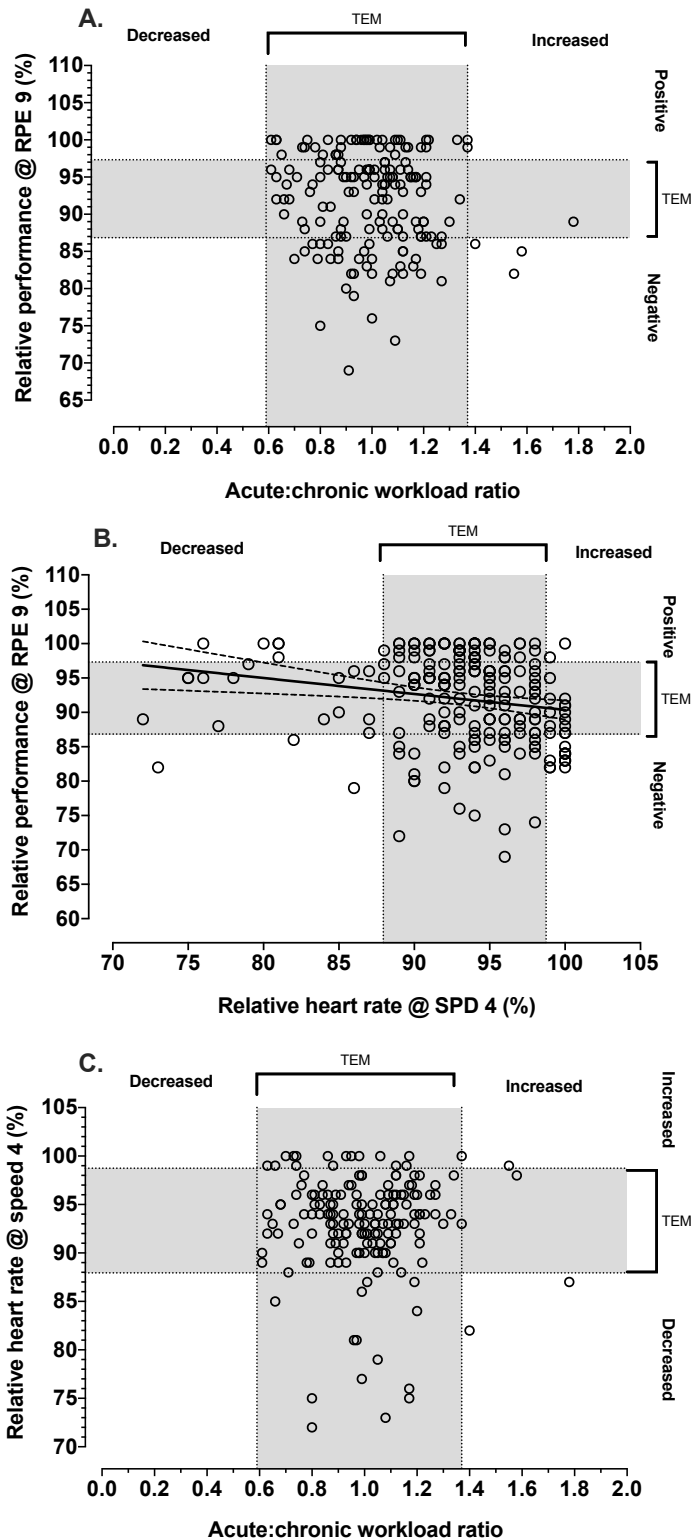 A.
TEM
Decreased
Increased
110
105
100
95
90
85
80
75
70
65
Relative performance @ RPE 9 (%)
Positive
TEM
Negative
0.0 0.2 0.4 0.6 0.8 1.0 1.2 1.4 1.6 1.8 2.0
Acute:chronic workload ratio
B.
TEM
Decreased
Increased
110
105
100
95
90
85
80
75
70
65
60
Relative performance @ RPE 9 (%)
Positive
TEM
Negative
70 75 80 85 90 95 100 105
Relative heart rate @ SPD 4 (%)
C.
TEM
Decreased
Increased
105
100
95
90
85
80
75
70
Relative heart rate @ speed 4 (%)
Increased
TEM
Decreased
0.0 0.2 0.4 0.6 0.8 1.0 1.2 1.4 1.6 1.8 2.0
Acute:chronic workload ratio